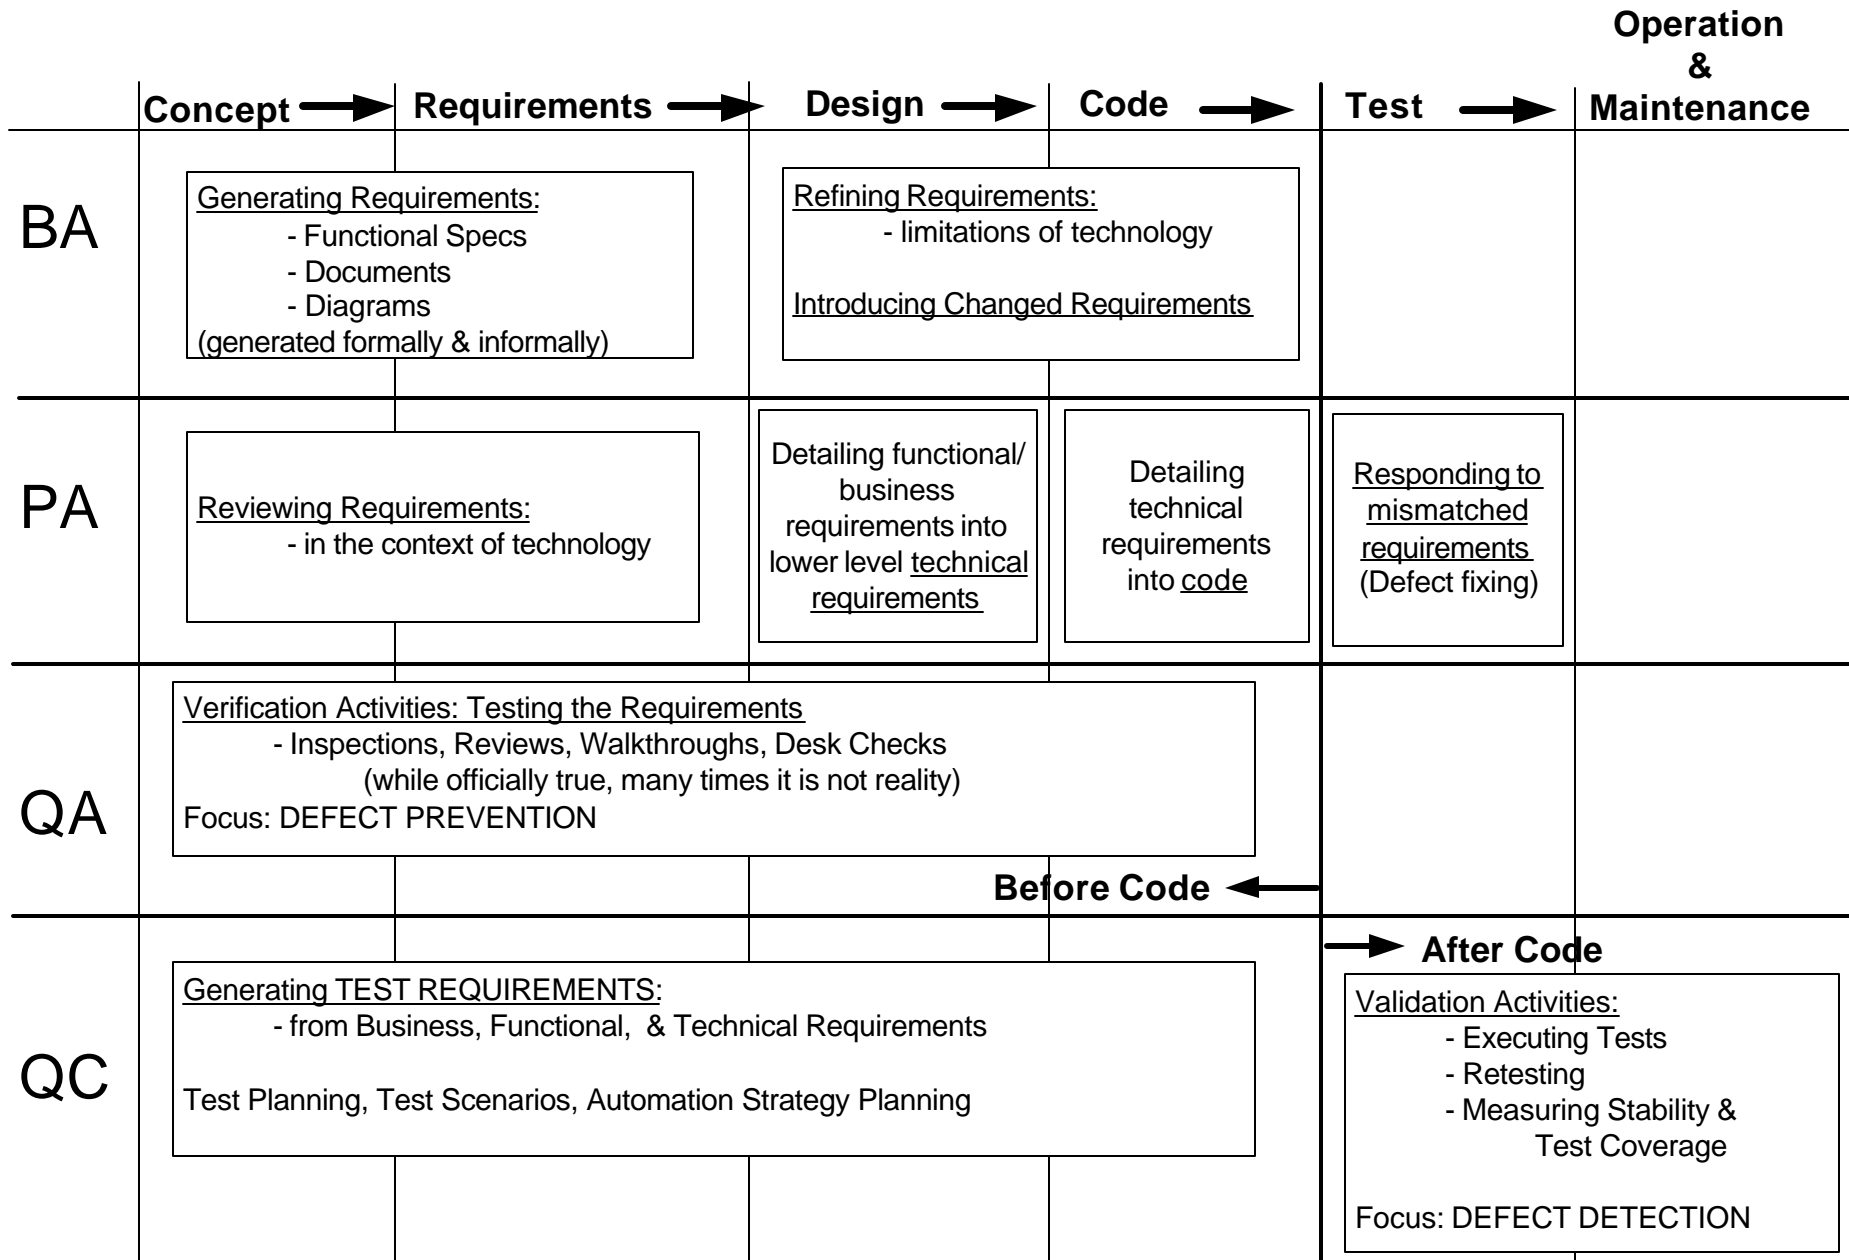 Operation
&
Maintenance
Concept
Requirements
Design
Code
Test
BA
Generating Requirements:
- Functional Specs
- Documents
- Diagrams
(generated formally & informally)
Refining Requirements:
- limitations of technology
Introducing Changed Requirements
PA
Reviewing Requirements:
- in the context of technology
Detailing functional/
business
requirements into
lower level technical
requirements
Detailing
technical
requirements
into code
Responding to
mismatched
requirements
(Defect fixing)
QA
Verification Activities: Testing the Requirements
- Inspections, Reviews, Walkthroughs, Desk Checks
(while officially true, many times it is not reality)
Focus: DEFECT PREVENTION
Before Code
After Code
QC
Generating TEST REQUIREMENTS:
- from Business, Functional, & Technical Requirements
Test Planning, Test Scenarios, Automation Strategy Planning
Validation Activities:
- Executing Tests
- Retesting
- Measuring Stability &
Test Coverage
Focus: DEFECT DETECTION